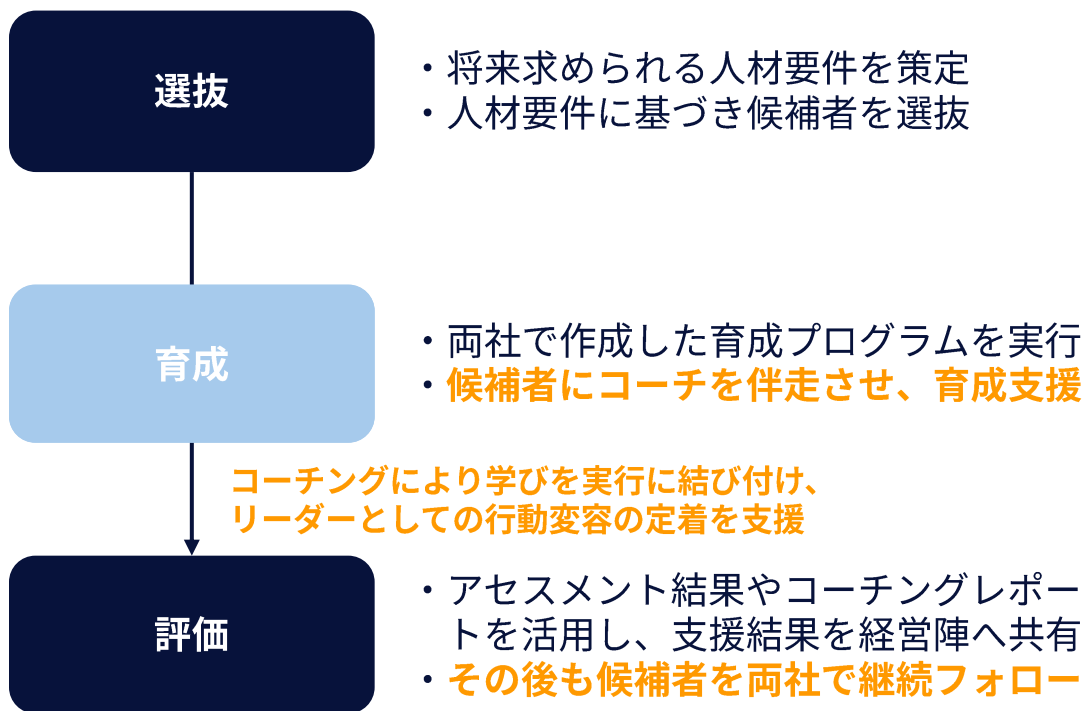 選抜
・将来求められる人材要件を策定
・人材要件に基づき候補者を選抜
育成
・両社で作成した育成プログラムを実行
・候補者にコーチを伴走させ、育成支援
コーチングにより学びを実行に結び付け、
リーダーとしての行動変容の定着を支援
評価
・アセスメント結果やコーチングレポー
トを活用し、支援結果を経営陣へ共有
・その後も候補者を両社で継続フォロー